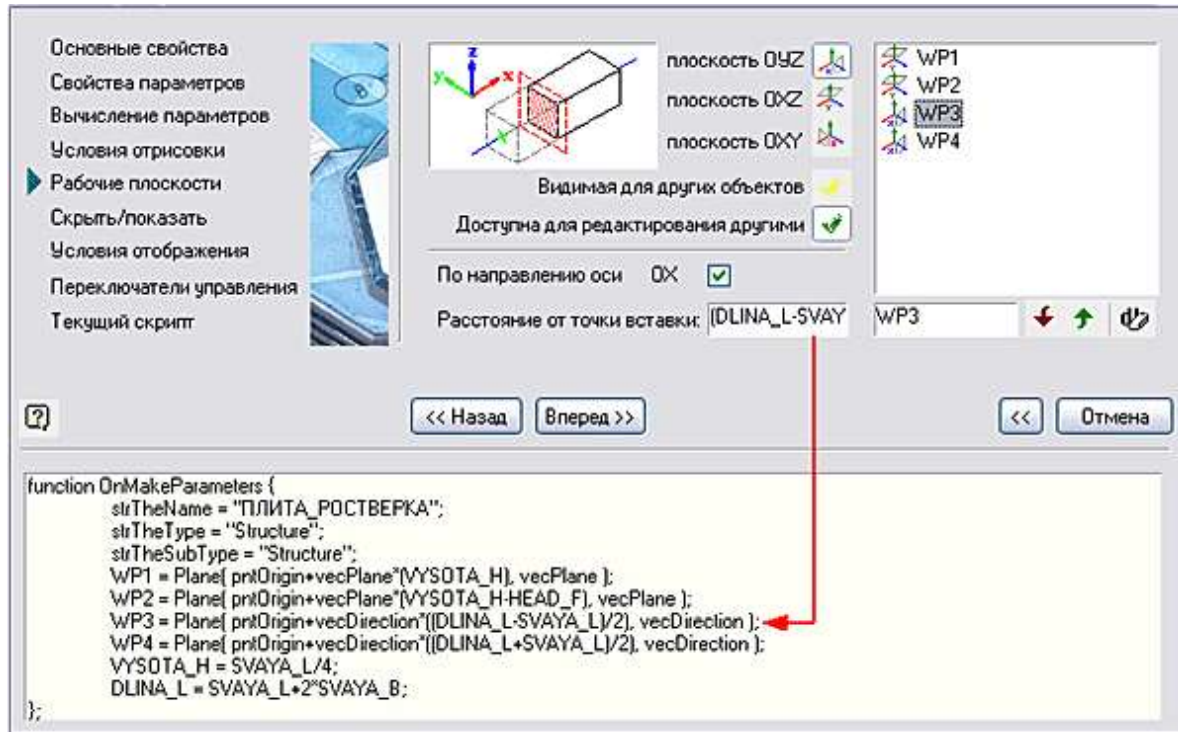 Основные свойства
Свойства параметров
Вычисление параметров
Условия отрисовки
Рабочие плоскости
Скрыть/показать
Условия отображения
Переключатели управления
Текущий скрипт
z
y
x
плоскость OYZ
плоскость OXZ
плоскость OXY
Видимая для других объектов
Доступна для редактирования другими
По направлению оси OX
Расстояние от точки вставки: (DLINA_L-SVAY
WP1
WP2
WP3
WP4
WP3
<< Назад
Вперед >>
<<
Отмена
function OnMakeParameters {
strTheName = "ПЛИТА_РОСТВЕРКА";
strTheType = "Structure";
strTheSubType = "Structure";
WP1 = Plane( pntOrigin+vecPlane*(VYSOTA_H), vecPlane );
WP2 = Plane( pntOrigin+vecPlane*(VYSOTA_H-HEAD_F), vecPlane );
WP3 = Plane( pntOrigin+vecDirection*((DLINA_L-SVAYA_L)/2), vecDirection );
WP4 = Plane( pntOrigin+vecDirection*((DLINA_L+SVAYA_L)/2), vecDirection );
VYSOTA_H = SVAYA_L/4;
DLINA_L = SVAYA_L+2*SVAYA_B;
};